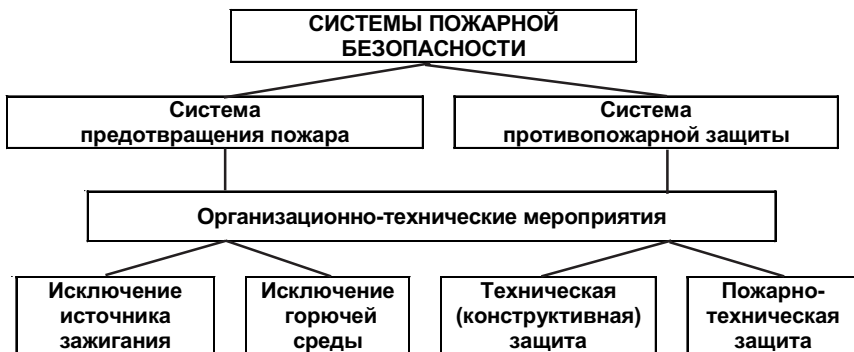 СИСТЕМЫ ПОЖАРНОЙ
БЕЗОПАСНОСТИ
Система
предотвращения пожара
Система
противопожарной защиты
Организационно-технические мероприятия
Исключение
источника
зажигания
Исключение
горючей
среды
Техническая
(конструктивная)
защита
Пожарно-
техническая
защита